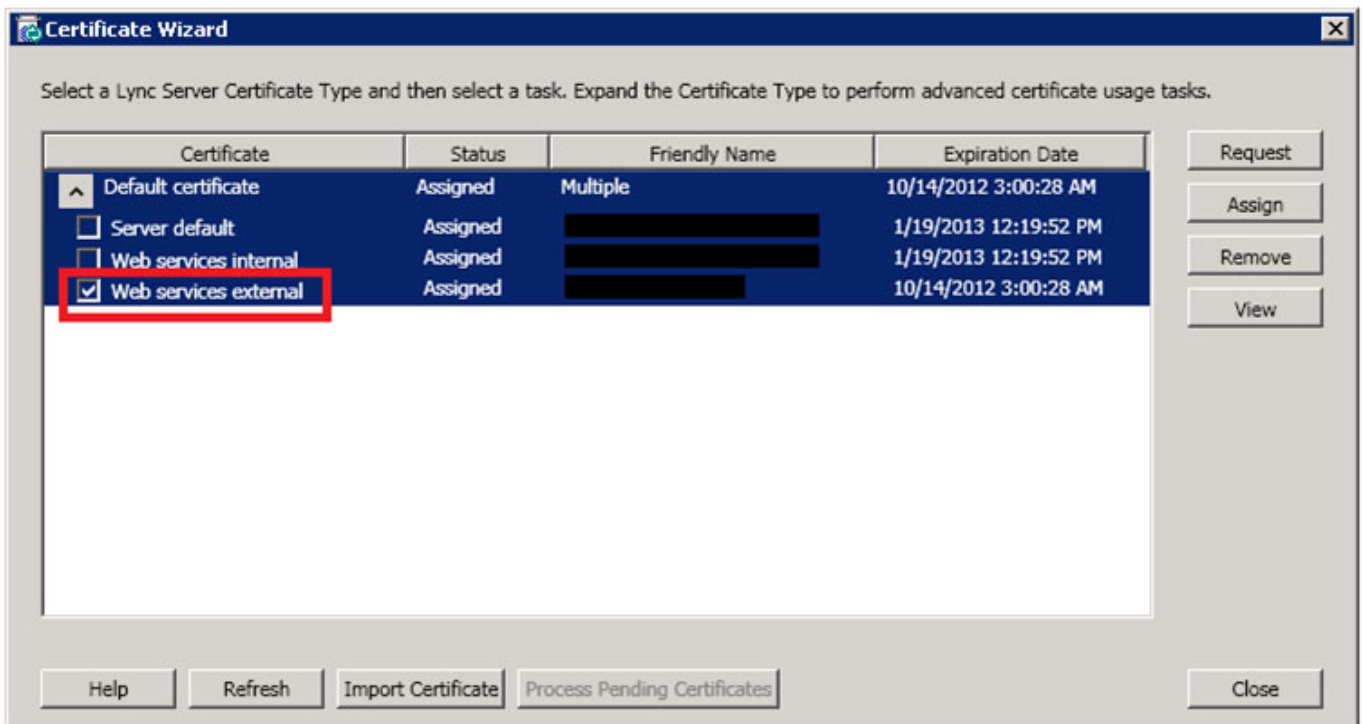 Certificate Wizard
Select a Lync Server Certificate Type and then select a task. Expand the Certificate Type to perform advanced certificate usage tasks.
Certificate Status Friendly Name Expiration Date Request
Default certificate Assigned Multiple 10/14/2012 3:00:28 AM
Assign
Server default Assigned 1/19/2013 12:19:52 PM
Web services internal Assigned 1/19/2013 12:19:52 PM Remove
Web services external Assigned 10/14/2012 3:00:28 AM
View
Help Refresh Import Certificate Process Pending Certificates Close